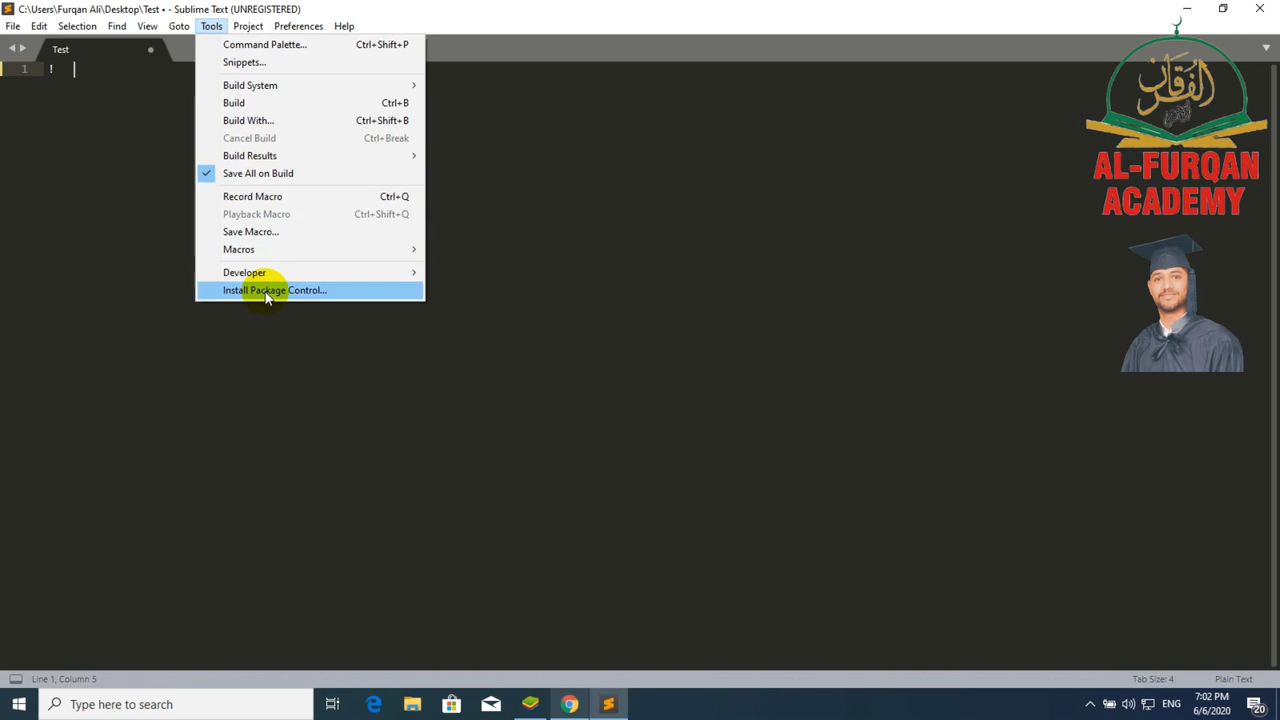 C:\Users\Furqan Ali\Desktop\Test • - Sublime Text (UNREGISTERED)
File Edit Selection Find View Goto Tools Project Preferences Help
Test
1 !
Command Palette... Ctrl+Shift+P
Snippets...
Build System
Build Ctrl+B
Build With... Ctrl+Shift+B
Cancel Build Ctrl+Break
Build Results
Save All on Build
Record Macro Ctrl+Q
Playback Macro Ctrl+Shift+Q
Save Macro...
Macros
Developer
Install Package Control...
الفرقان
AL-FURQAN
ACADEMY
Line 1, Column 5
Tab Size: 4
Plain Text
Type here to search
7:02 PM
6/6/2020
20